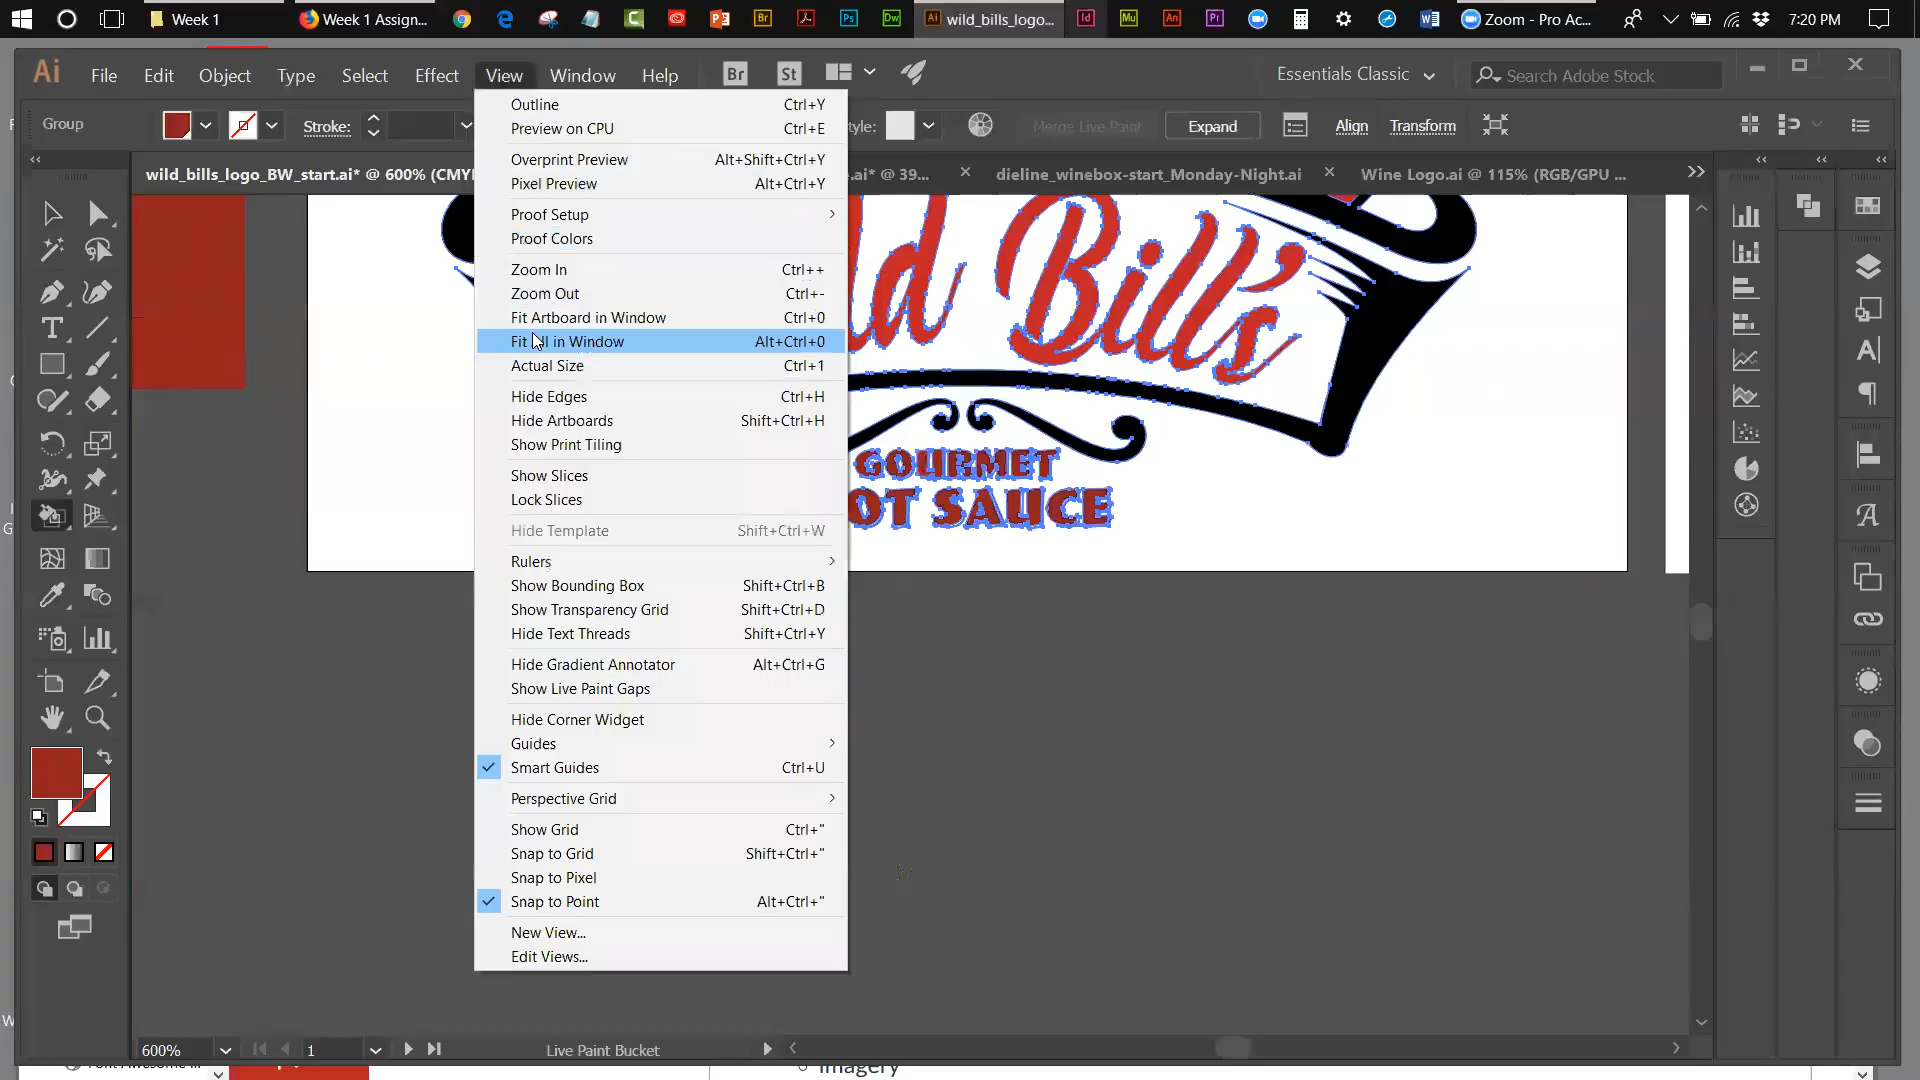 Week 1
Week 1 Assign...
wild_bills_logo...
Zoom - Pro Ac...
7:20 PM
Ai
File
Edit
Object
Type
Select
Effect
View
Window
Help
Br
St
Essentials Classic
Search Adobe Stock
Group
Stroke:
Merge Live Paint
Expand
Align
Transform
wild_bills_logo_BW_start.ai* @ 600% (CMYK
dieline_winebox-start_Monday-Night.ai
Wine Logo.ai @ 115% (RGB/GPU ...
Outline Ctrl+Y
Preview on CPU Ctrl+E
Overprint Preview Alt+Shift+Ctrl+Y
Pixel Preview Alt+Ctrl+Y
Proof Setup
Proof Colors
Zoom In Ctrl++
Zoom Out Ctrl+-
Fit Artboard in Window Ctrl+0
Fit All in Window Alt+Ctrl+0
Actual Size Ctrl+1
Hide Edges Ctrl+H
Hide Artboards Shift+Ctrl+H
Show Print Tiling
Show Slices
Lock Slices
Hide Template Shift+Ctrl+W
Rulers
Show Bounding Box Shift+Ctrl+B
Show Transparency Grid Shift+Ctrl+D
Hide Text Threads Shift+Ctrl+Y
Hide Gradient Annotator Alt+Ctrl+G
Show Live Paint Gaps
Hide Corner Widget
Guides
Smart Guides Ctrl+U
Perspective Grid
Show Grid Ctrl+"
Snap to Grid Shift+Ctrl+"
Snap to Pixel
Snap to Point Alt+Ctrl+"
New View...
Edit Views...
ld Bill's
GOURMET
OT SAUCE
600%
1
Live Paint Bucket
Imagery